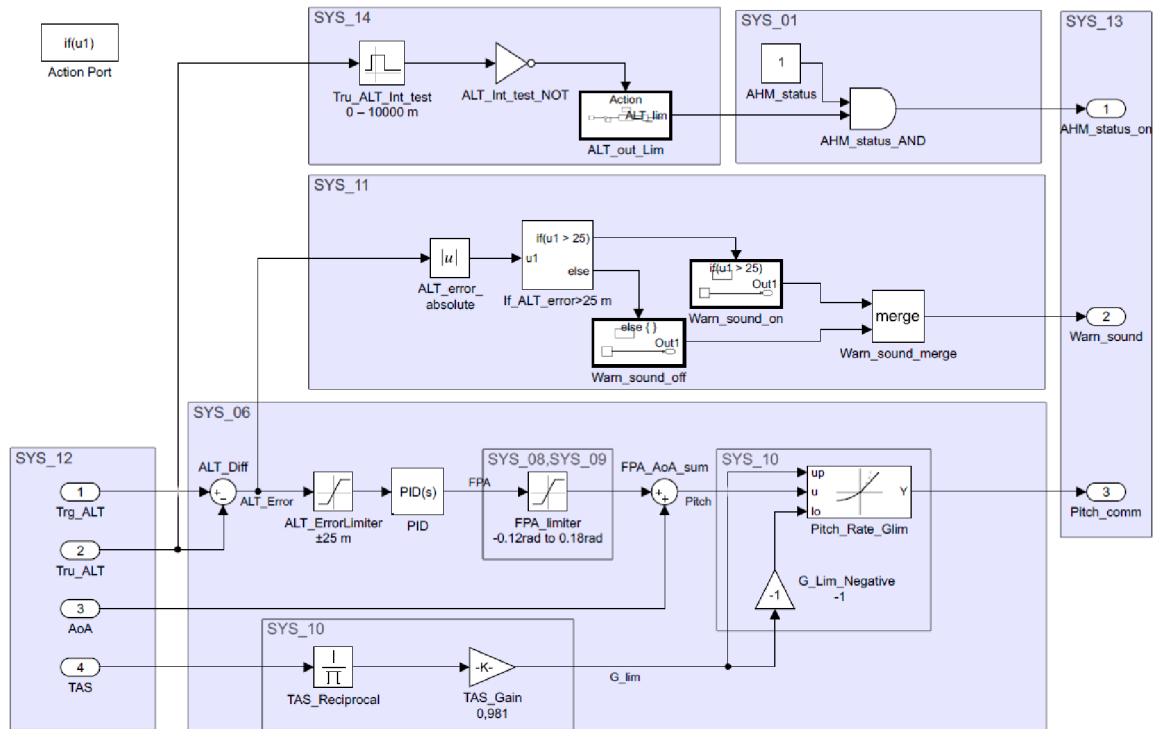 if(u1)
Action Port
SYS_14
Tru_ALT_Int_test
0 – 10000 m
ALT_Int_test_NOT
Action
ALT_lim
ALT_out_Lim
SYS_01
1
AHM_status
AHM_status_AND
SYS_13
1
AHM_status_on
SYS_11
|u|
ALT_error_
absolute
u1
if(u1 > 25)
else
If_ALT_error>25 m
if(u1 > 25)
Out1
Warn_sound_on
else { }
Out1
Warn_sound_off
merge
Warn_sound_merge
2
Warn_sound
SYS_12
1
Trg_ALT
2
Tru_ALT
3
AoA
4
TAS
SYS_06
ALT_Diff
+
−
ALT_Error
ALT_ErrorLimiter
±25 m
PID(s)
PID
FPA
SYS_08,SYS_09
FPA_limiter
-0.12rad to 0.18rad
FPA_AoA_sum
+
+
Pitch
SYS_10
up
u
lo
Y
Pitch_Rate_Glim
-1
G_Lim_Negative
-1
3
Pitch_comm
SYS_10
1
∏
TAS_Reciprocal
-K-
TAS_Gain
0,981
G_lim